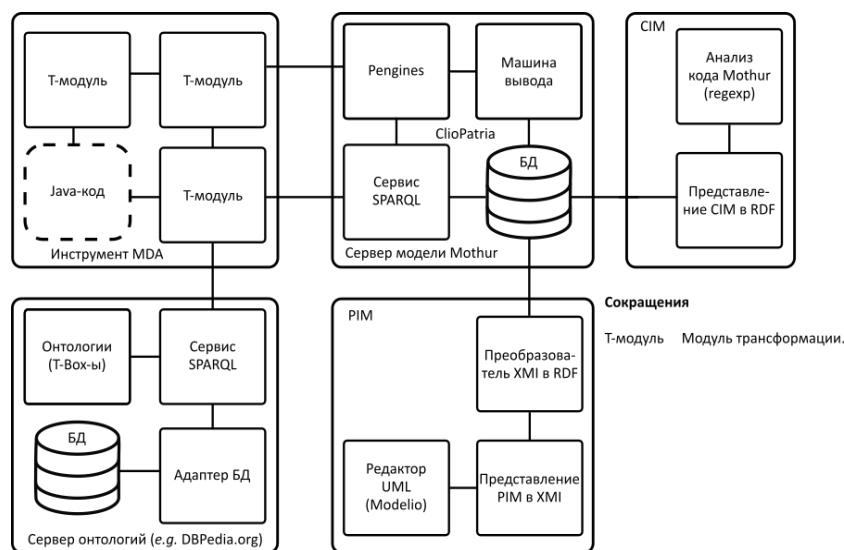 Т-модуль
Т-модуль
Java-код
Т-модуль
Инструмент MDA
Pengines
Машина
вывода
ClioPatria
Сервис
SPARQL
БД
Сервер модели Mothur
CIM
Анализ
кода Mothur
(regexp)
Представле-
ние CIM в RDF
Онтологии
(T-Box-ы)
Сервис
SPARQL
БД
Адаптер БД
Сервер онтологий (e.g. DBPedia.org)
PIM
Преобразова-
тель XMI в RDF
Редактор
UML
(Modelio)
Представление
PIM в XMI
Сокращения
Т-модуль Модуль трансформации.